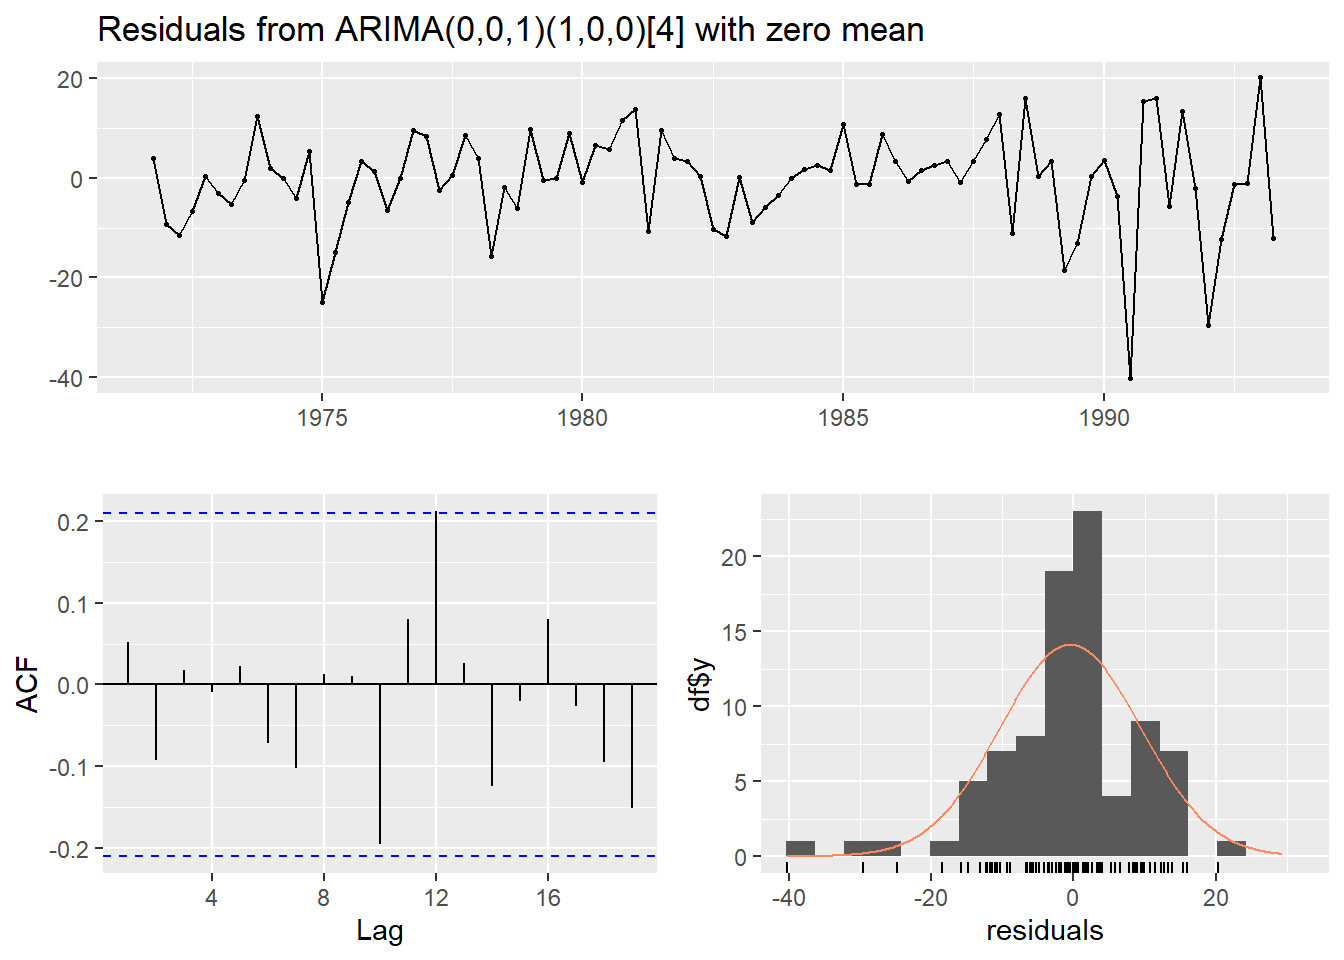 Residuals from ARIMA(0,0,1)(1,0,0)[4] with zero mean
20
0
-20
-40
1975 1980 1985 1990
ACF
0.2
0.1
0.0
-0.1
-0.2
4 8 12 16
Lag
df$y
20
15
10
5
0
-40 -20 0 20
residuals